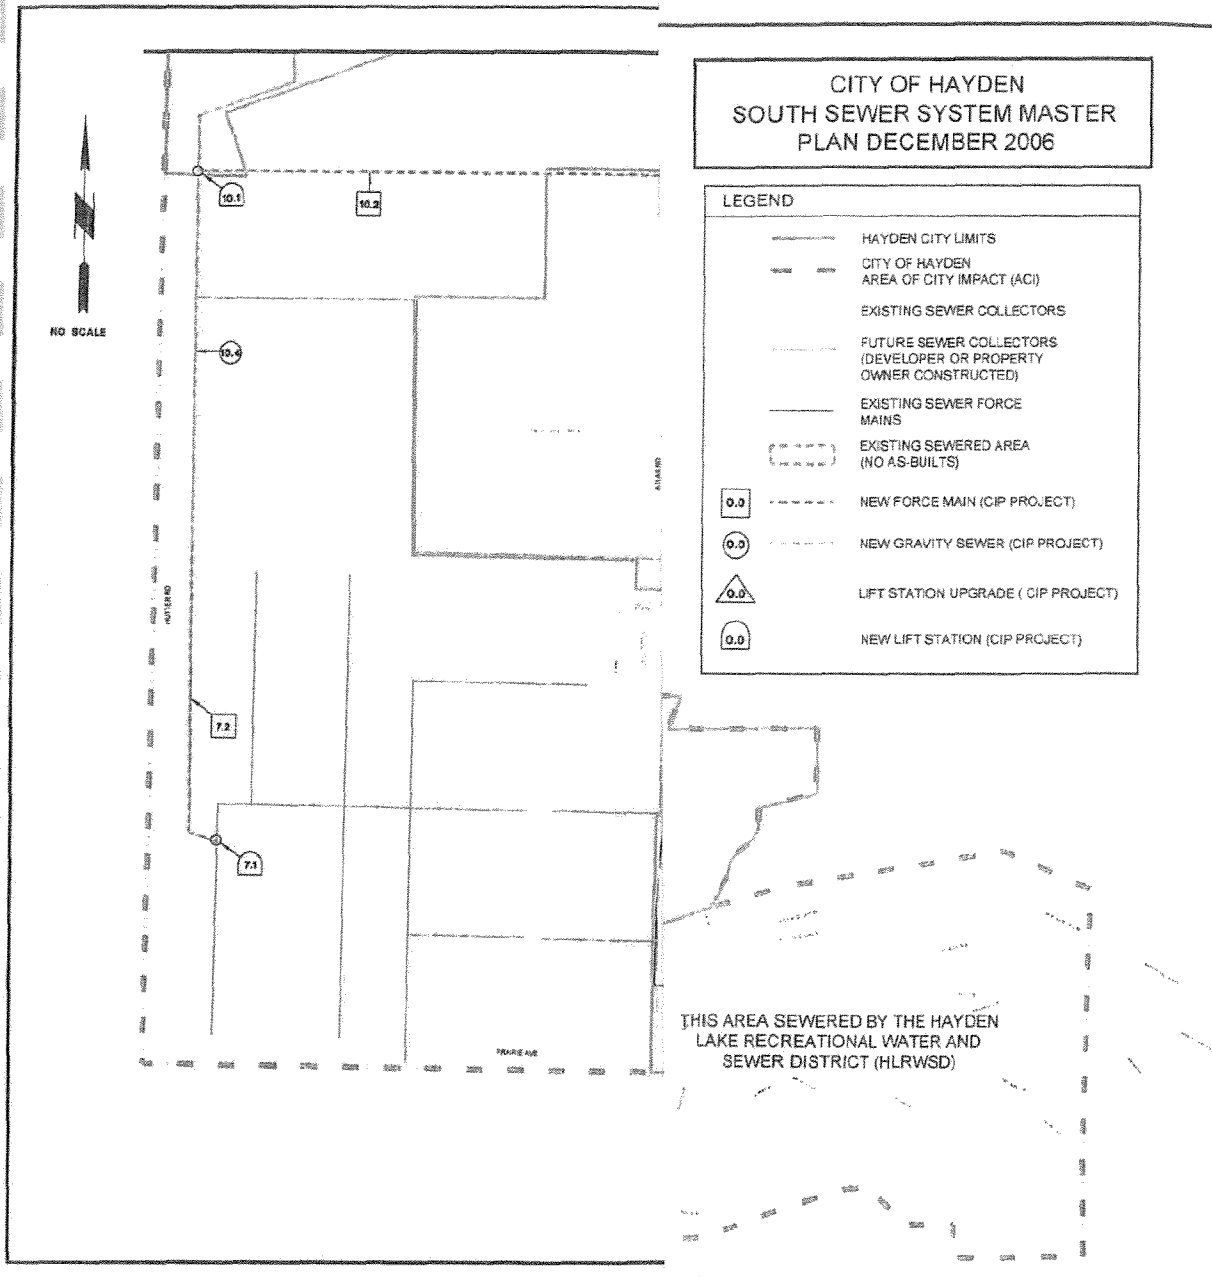 CITY OF HAYDEN
SOUTH SEWER SYSTEM MASTER
PLAN DECEMBER 2006
LEGEND
HAYDEN CITY LIMITS
CITY OF HAYDEN
AREA OF CITY IMPACT (ACI)
EXISTING SEWER COLLECTORS
FUTURE SEWER COLLECTORS
(DEVELOPER OR PROPERTY
OWNER CONSTRUCTED)
EXISTING SEWER FORCE
MAINS
EXISTING SEWERED AREA
(NO AS-BUILTS)
0.0 NEW FORCE MAIN (CIP PROJECT)
0.0 NEW GRAVITY SEWER (CIP PROJECT)
0.0 LIFT STATION UPGRADE ( CIP PROJECT)
0.0 NEW LIFT STATION (CIP PROJECT)
NO SCALE
10.1
10.2
7.2
7.1
PRAIRIE AVE
THIS AREA SEWERED BY THE HAYDEN
LAKE RECREATIONAL WATER AND
SEWER DISTRICT (HLRWSD)